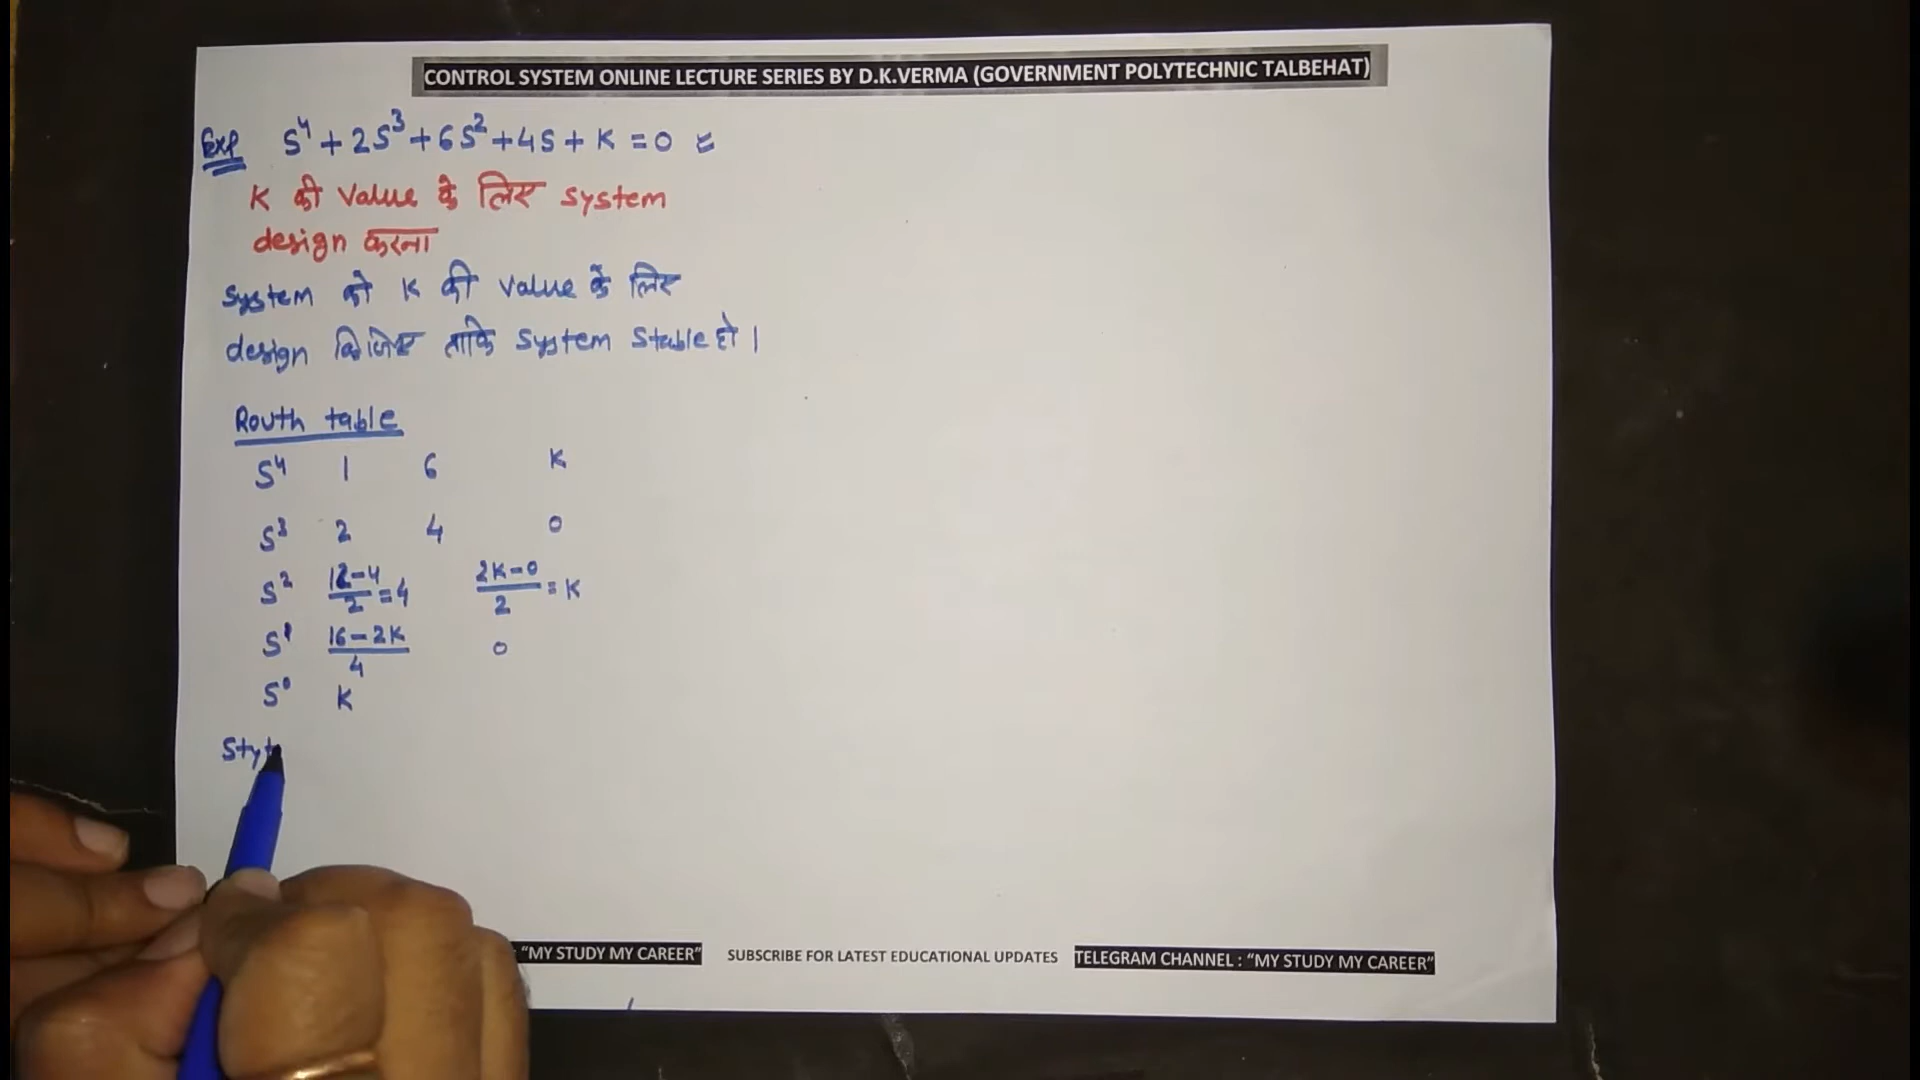 CONTROL SYSTEM ONLINE LECTURE SERIES BY D.K.VERMA (GOVERNMENT POLYTECHNIC TALBEHAT)
Exp S⁴ + 2S³ + 6S² + 4S + K = 0
K की Value के लिए system
design करना
system को K की value के लिए
design किजिए ताकि system stable हो।
Routh table
S⁴ 1 6 K
S³ 2 4 0
S² 12-4/2 = 4 2K-0/2 = K
S¹ 16-2K/4 0
S⁰ K
Styt
"MY STUDY MY CAREER" SUBSCRIBE FOR LATEST EDUCATIONAL UPDATES TELEGRAM CHANNEL : "MY STUDY MY CAREER"